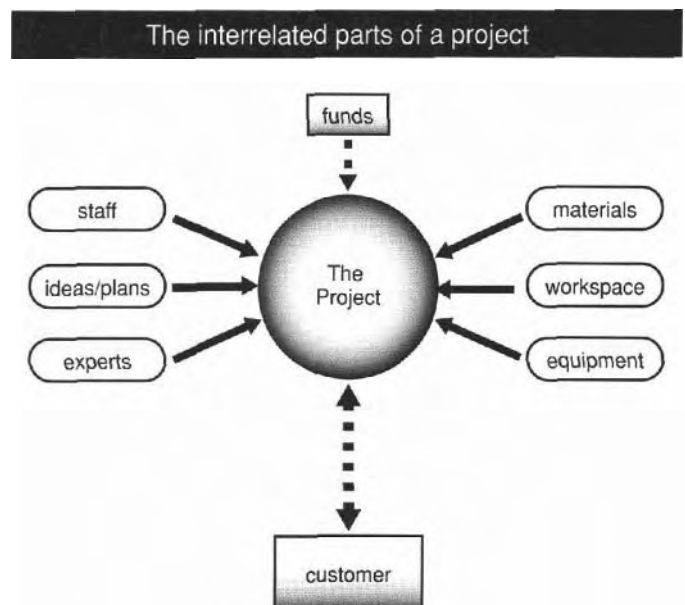 The interrelated parts of a project
funds
staff
materials
The
Project
ideas/plans
workspace
experts
equipment
customer